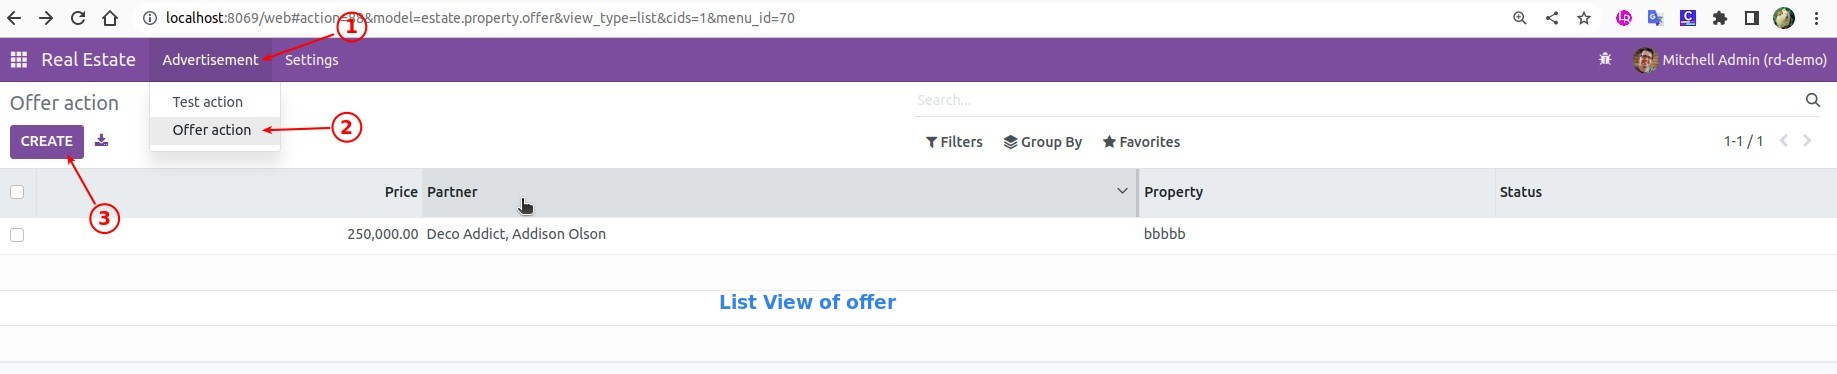 localhost:8069/web#action=88&model=estate.property.offer&view_type=list&cids=1&menu_id=70
1
Real Estate Advertisement Settings Mitchell Admin (rd-demo)
Offer action Test action Search...
Offer action 2
CREATE Filters Group By Favorites 1-1 / 1
Price Partner Property Status
3
250,000.00 Deco Addict, Addison Olson bbbbb
List View of offer